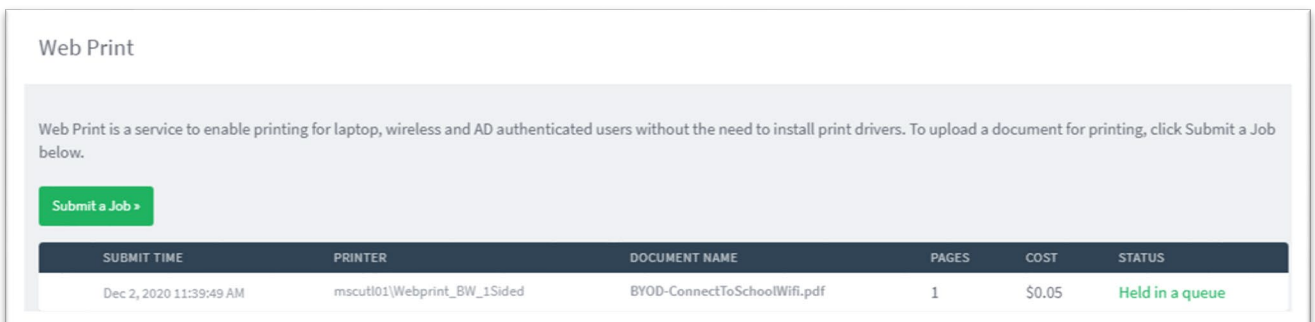 Web Print
Web Print is a service to enable printing for laptop, wireless and AD authenticated users without the need to install print drivers. To upload a document for printing, click Submit a Job
below.
Submit a Job »
SUBMIT TIME PRINTER DOCUMENT NAME PAGES COST STATUS
Dec 2, 2020 11:39:49 AM mscutl01\Webprint_BW_1Sided BYOD-ConnectToSchoolWifi.pdf 1 $0.05 Held in a queue